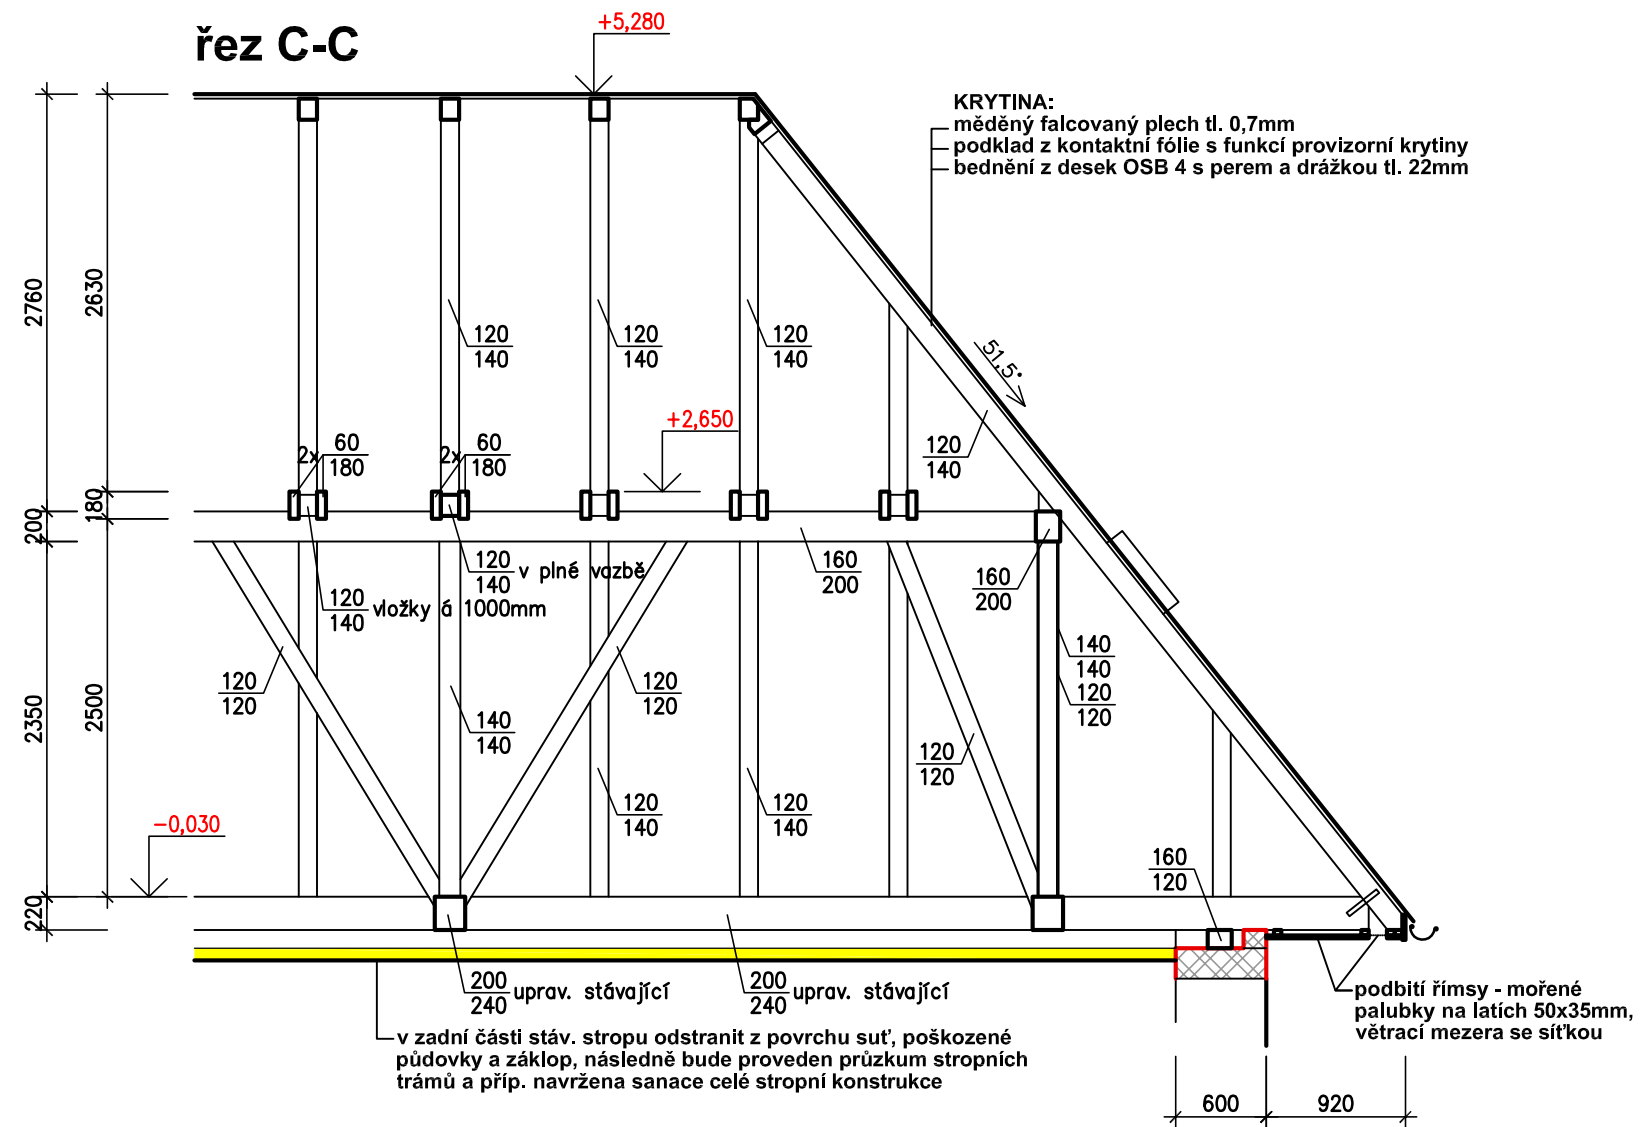 řez C-C
+5,280
KRYTINA:
měděný falcovaný plech tl. 0,7mm
podklad z kontaktní fólie s funkcí provizorní krytiny
bednění z desek OSB 4 s perem a drážkou tl. 22mm
2760
2630
120
140
120
140
120
140
51,5°
+2,650
120
140
2x 60
180
2x 60
180
200
180
120
140 v plné vazbě
160
200
160
200
120
140 vložky á 1000mm
120
120
120
120
140
140
120
120
140
140
120
120
2350
2500
120
140
120
140
-0,030
160
120
220
200
240 uprav. stávající
200
240 uprav. stávající
podbití římsy - mořené
palubky na latích 50x35mm,
větrací mezera se síťkou
v zadní části stáv. stropu odstranit z povrchu suť, poškozené
půdovky a záklop, následně bude proveden průzkum stropních
trámů a příp. navržena sanace celé stropní konstrukce
600
920